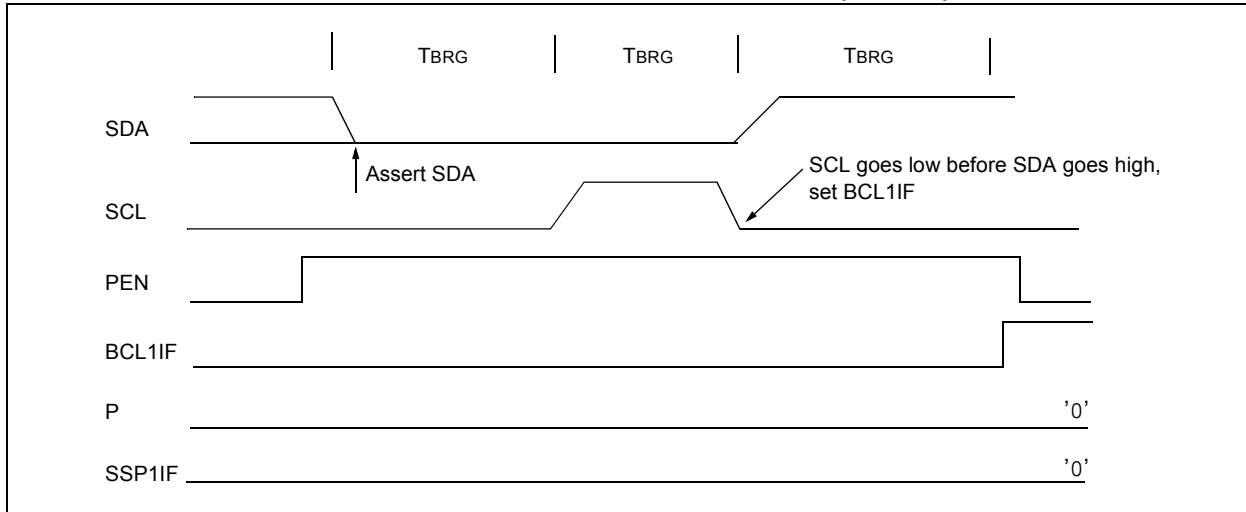 TBRG TBRG TBRG
SDA
Assert SDA
SCL goes low before SDA goes high,
set BCL1IF
SCL
PEN
BCL1IF
P '0'
SSP1IF '0'